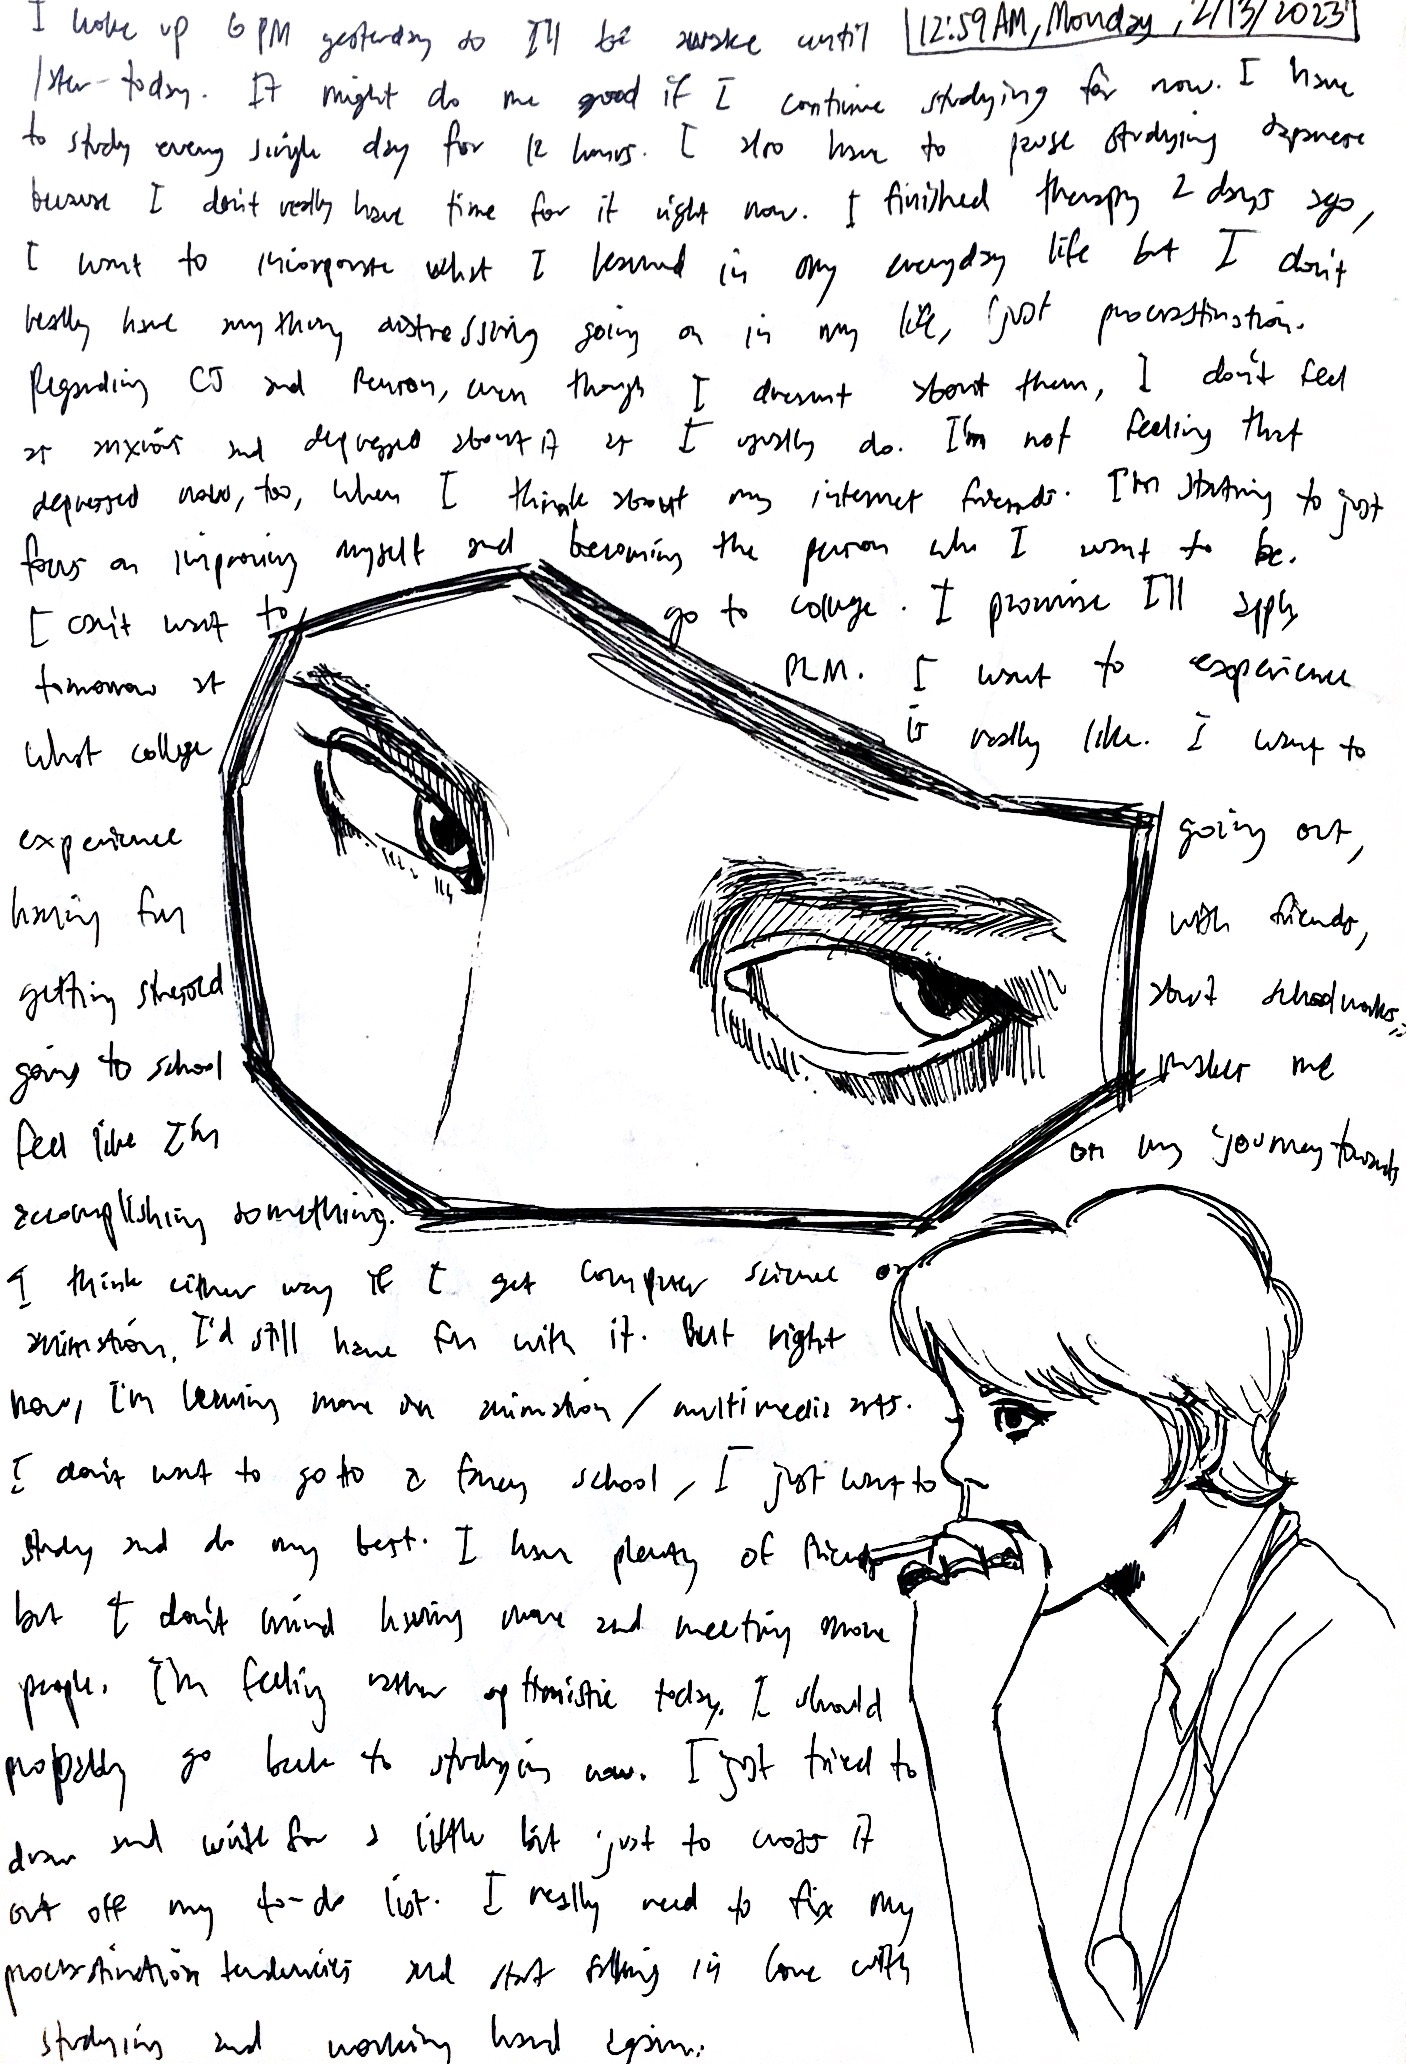 12:59AM, Monday, 2/13/2023
I woke up 6 PM yesterday so I'll be awake until
later today. It might do me good if I continue studying for now. I have
to study every single day for 12 hours. I also have to pause studying Japanese
because I don't really have time for it right now. I finished therapy 2 days ago,
I want to incorporate what I learned in my everyday life but I don't
really have anything distressing going on in my life, just procrastination.
Regarding CJ and even though I dreamt about them, I don't feel
as anxious and depressed about it as I usually do. I'm not feeling that
depressed now, too, when I think about my internet friends. I'm starting to just
focus on improving myself and becoming the person who I want to be.
I can't wait to go to college. I promise I'll apply
tomorrow at PLM. I want to experience
what college is really like. I want to
experience going out,
having fun with friends,
getting stressed about schoolworks,
going to school makes me
feel like I'm on my journey towards
accomplishing something.
I think either way if I get computer science or
animation, I'd still have fun with it. But right
now, I'm leaning more on animation/multimedia arts.
I don't want to go to a fancy school, I just want to
study and do my best. I have plenty of friends
but I don't mind having more and meeting more
people. I'm feeling rather optimistic today. I should
probably go back to studying now. I just tried to
draw and write for a little bit just to cross it
out off my to-do list. I really need to fix my
procrastination tendencies and start falling in love with
studying and working hard again.